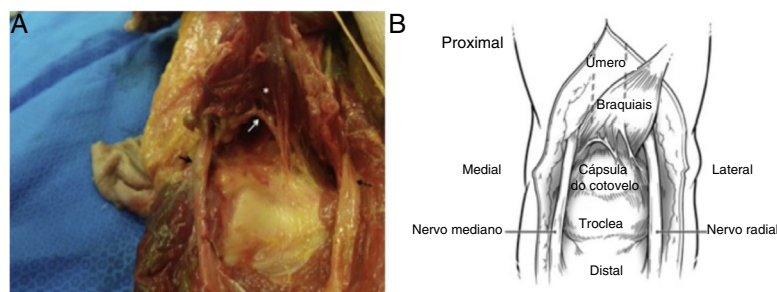 A
B
Proximal
Úmero
Braquiais
Medial
Cápsula
do cotovelo
Lateral
Nervo mediano
Troclea
Nervo radial
Distal